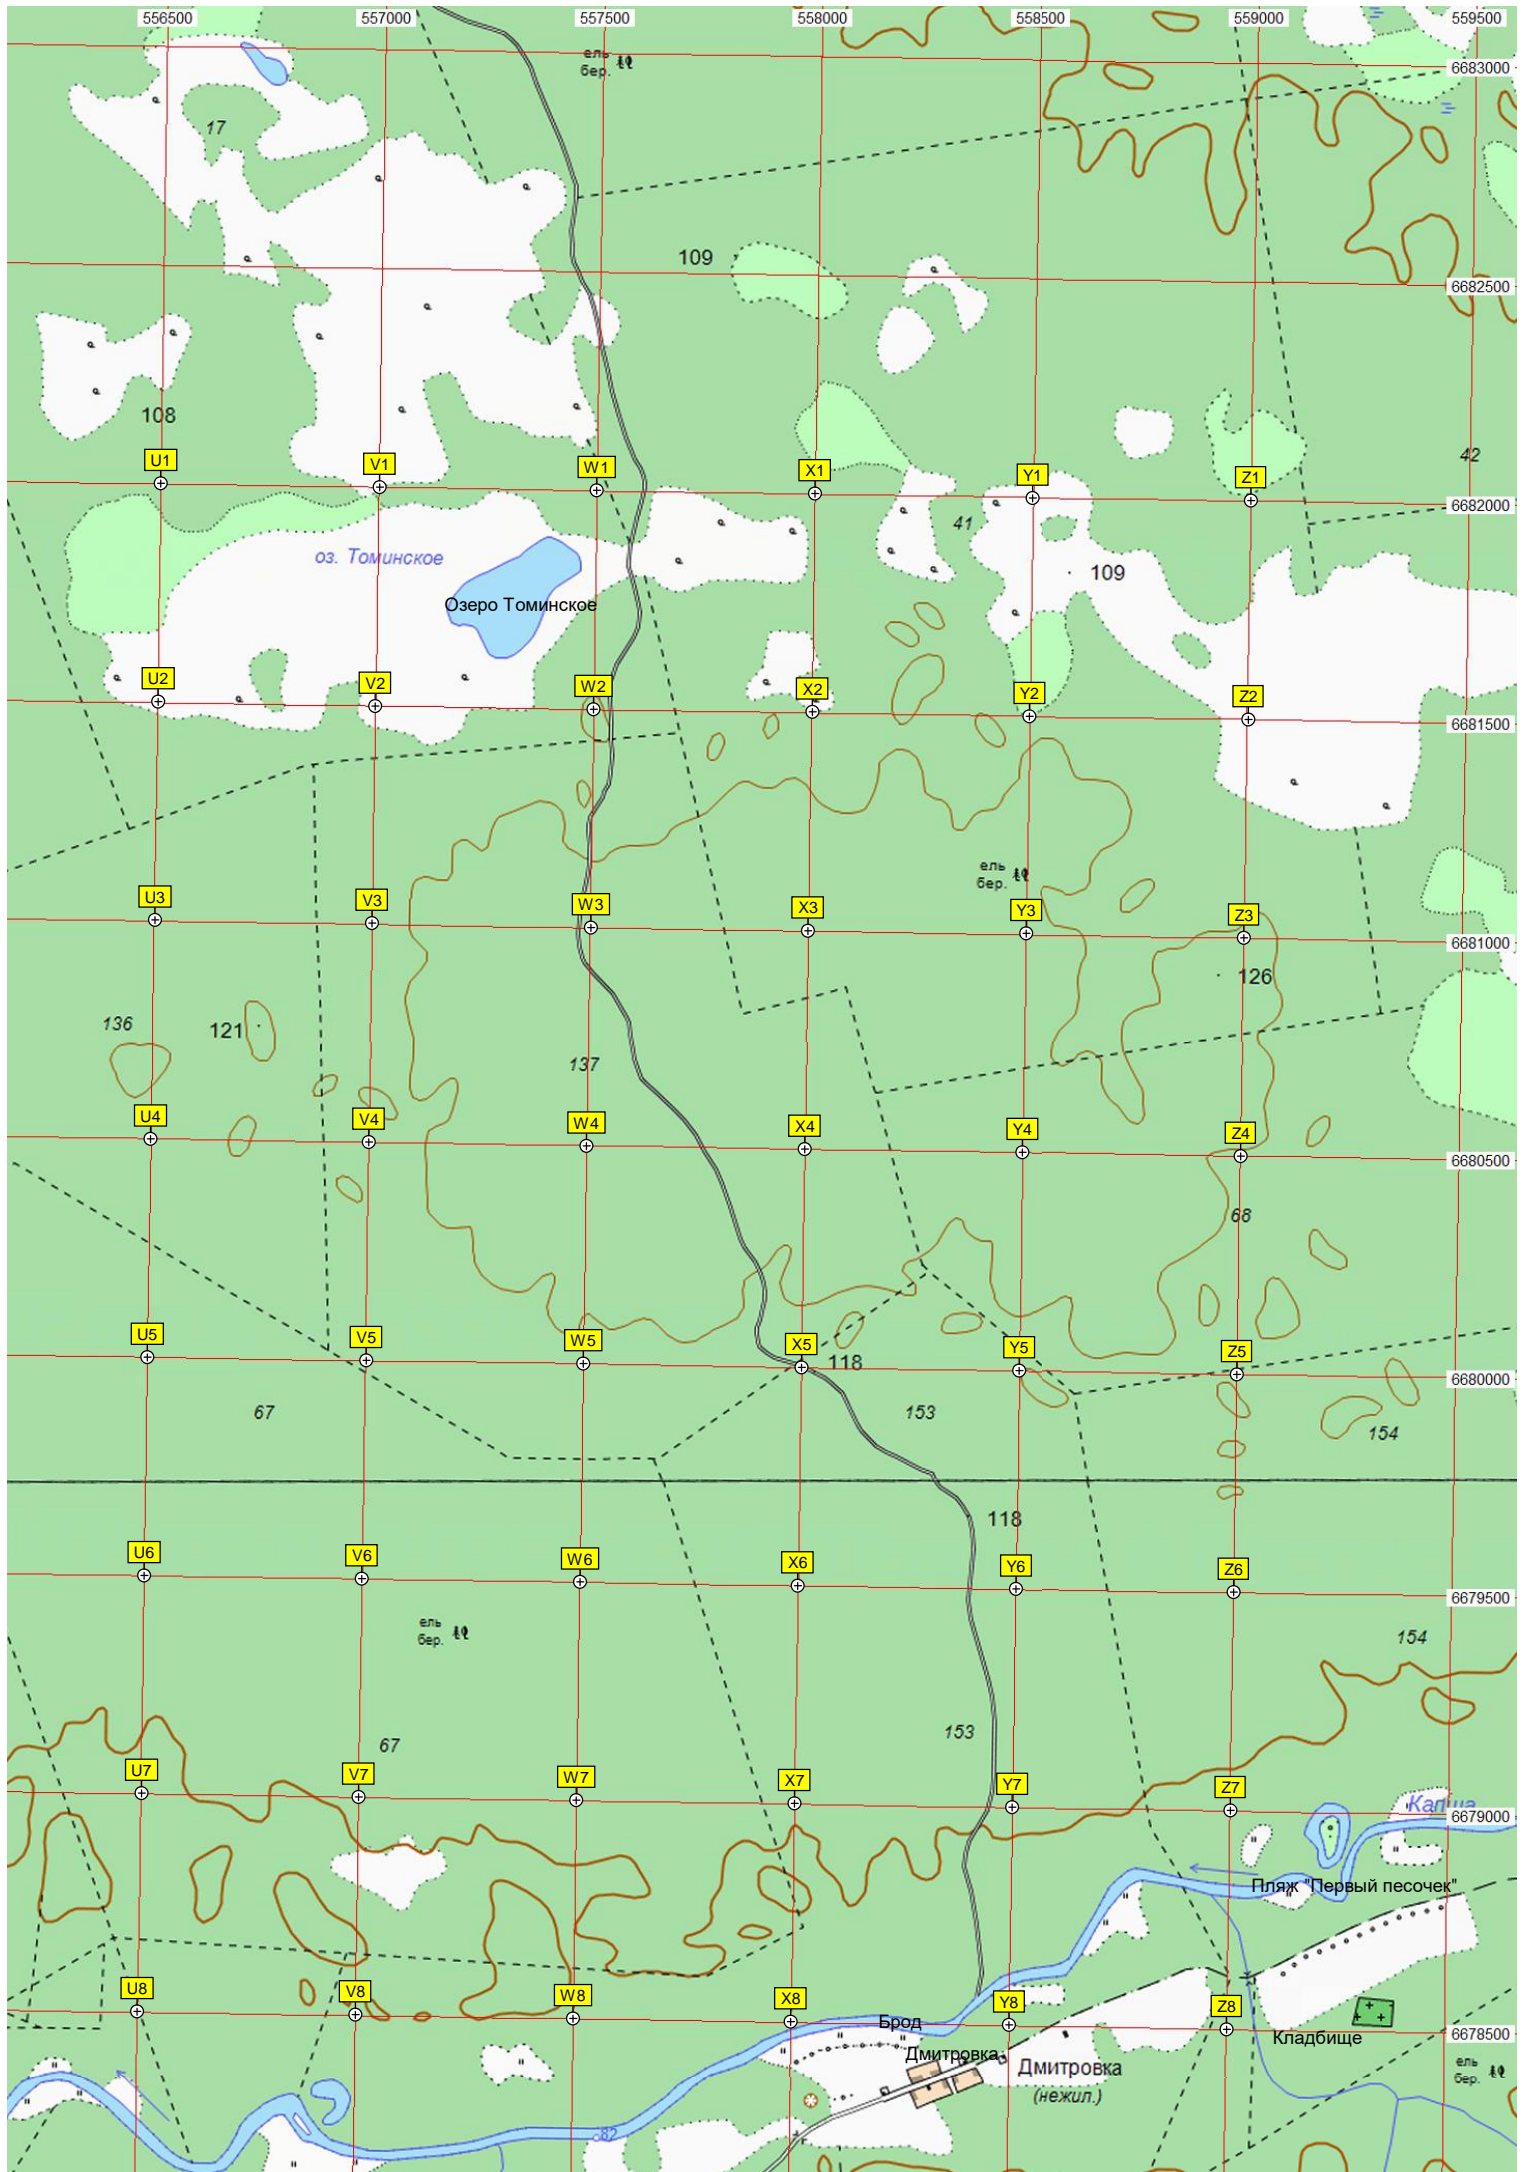 556500 557000 557500 558000 558500 559000 559500
ель
бер.
6683000
17
109
6682500
108
42
U1 V1 W1 X1 Y1 Z1
6682000
41
оз. Томинское
109
Озеро Томинское
U2 V2 W2 X2 Y2 Z2
6681500
ель
бер.
U3 V3 W3 X3 Y3 Z3
6681000
126
136
121
137
U4 V4 W4 X4 Y4 Z4
6680500
68
U5 V5 W5 X5 Y5 Z5
118
6680000
67
153
154
118
U6 V6 W6 X6 Y6 Z6
6679500
ель
бер.
154
67
153
U7 V7 W7 X7 Y7 Z7
Капша
6679000
Пляж "Первый песочек"
U8 V8 W8 X8 Y8 Z8
Брод
6678500
Кладбище
Дмитровка
Дмитровка
(нежил.)
ель
бер.
82